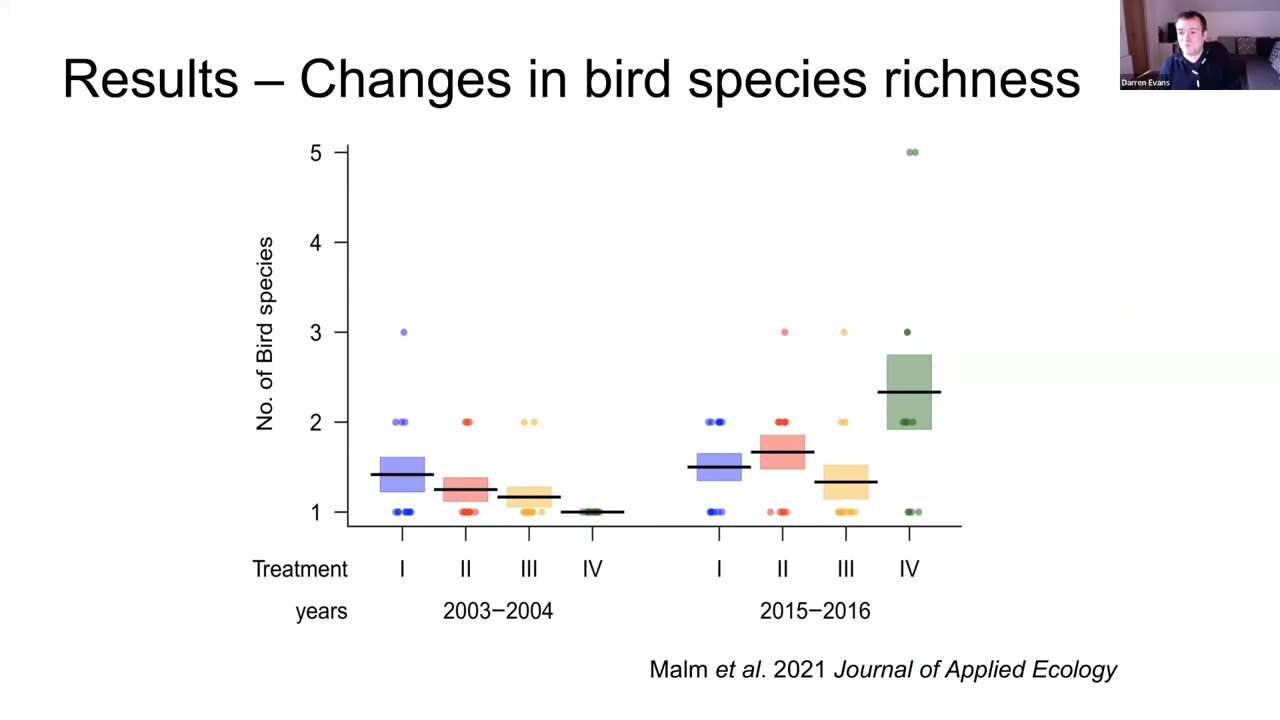 Results – Changes in bird species richness
Darren Evans
No. of Bird species
5
4
3
2
1
Treatment I II III IV I II III IV
years 2003–2004 2015–2016
Malm et al. 2021 Journal of Applied Ecology